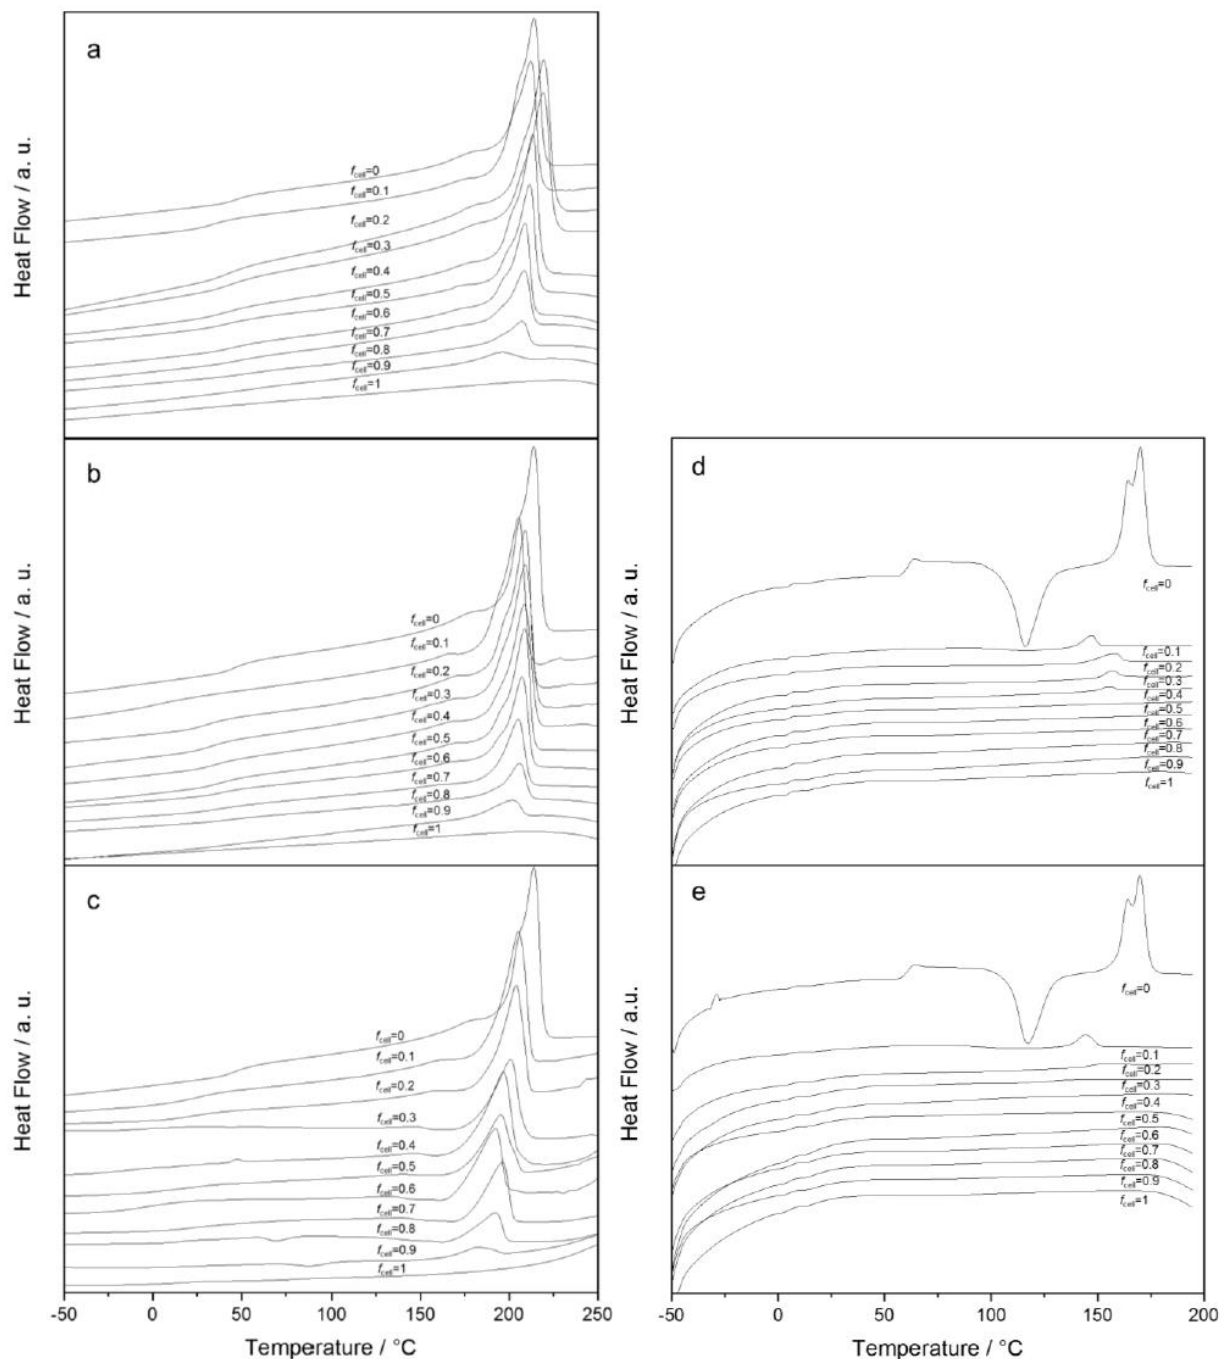 a
Heat Flow / a. u.
fcell=0
fcell=0.1
fcell=0.2
fcell=0.3
fcell=0.4
fcell=0.5
fcell=0.6
fcell=0.7
fcell=0.8
fcell=0.9
fcell=1
b
Heat Flow / a. u.
fcell=0
fcell=0.1
fcell=0.2
fcell=0.3
fcell=0.4
fcell=0.5
fcell=0.6
fcell=0.7
fcell=0.8
fcell=0.9
fcell=1
c
Heat Flow / a. u.
fcell=0
fcell=0.1
fcell=0.2
fcell=0.3
fcell=0.4
fcell=0.5
fcell=0.6
fcell=0.7
fcell=0.8
fcell=0.9
fcell=1
-50 0 50 100 150 200 250
Temperature / °C
d
Heat Flow / a. u.
fcell=0
fcell=0.1
fcell=0.2
fcell=0.3
fcell=0.4
fcell=0.5
fcell=0.6
fcell=0.7
fcell=0.8
fcell=0.9
fcell=1
e
Heat Flow / a.u.
fcell=0
fcell=0.1
fcell=0.2
fcell=0.3
fcell=0.4
fcell=0.5
fcell=0.6
fcell=0.7
fcell=0.8
fcell=0.9
fcell=1
-50 0 50 100 150 200
Temperature / °C